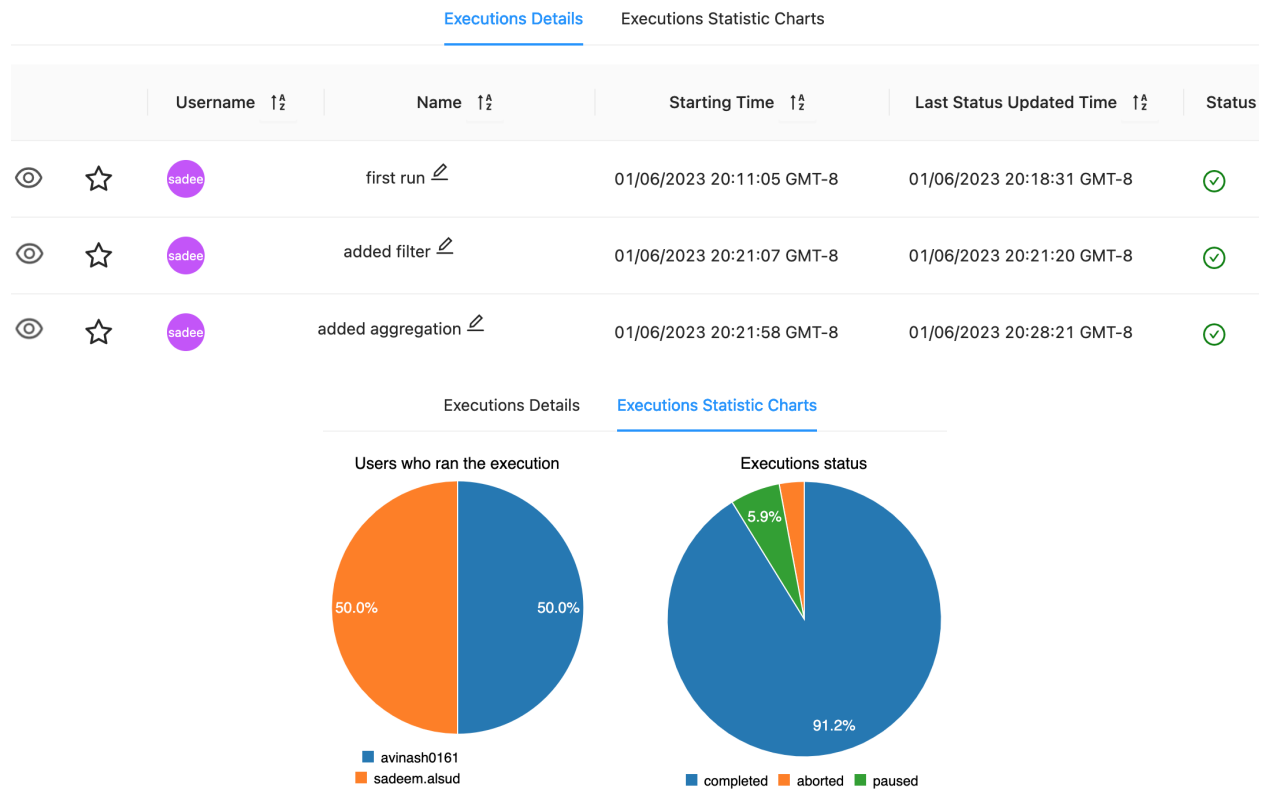 Executions Details Executions Statistic Charts
Username Name Starting Time Last Status Updated Time Status
sadee first run 01/06/2023 20:11:05 GMT-8 01/06/2023 20:18:31 GMT-8
sadee added filter 01/06/2023 20:21:07 GMT-8 01/06/2023 20:21:20 GMT-8
sadee added aggregation 01/06/2023 20:21:58 GMT-8 01/06/2023 20:28:21 GMT-8
Executions Details Executions Statistic Charts
Users who ran the execution Executions status
5.9%
50.0% 50.0%
91.2%
avinash0161
sadeem.alsud
completed aborted paused